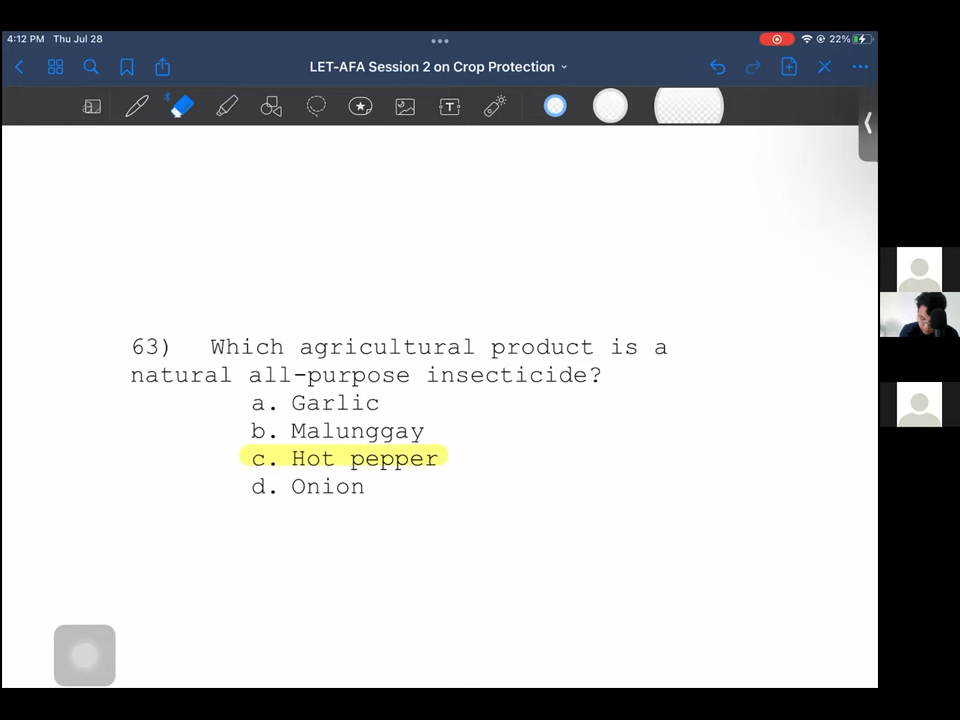 4:12 PM Thu Jul 28
22%
LET-AFA Session 2 on Crop Protection
63) Which agricultural product is a
natural all-purpose insecticide?
a. Garlic
b. Malunggay
c. Hot pepper
d. Onion